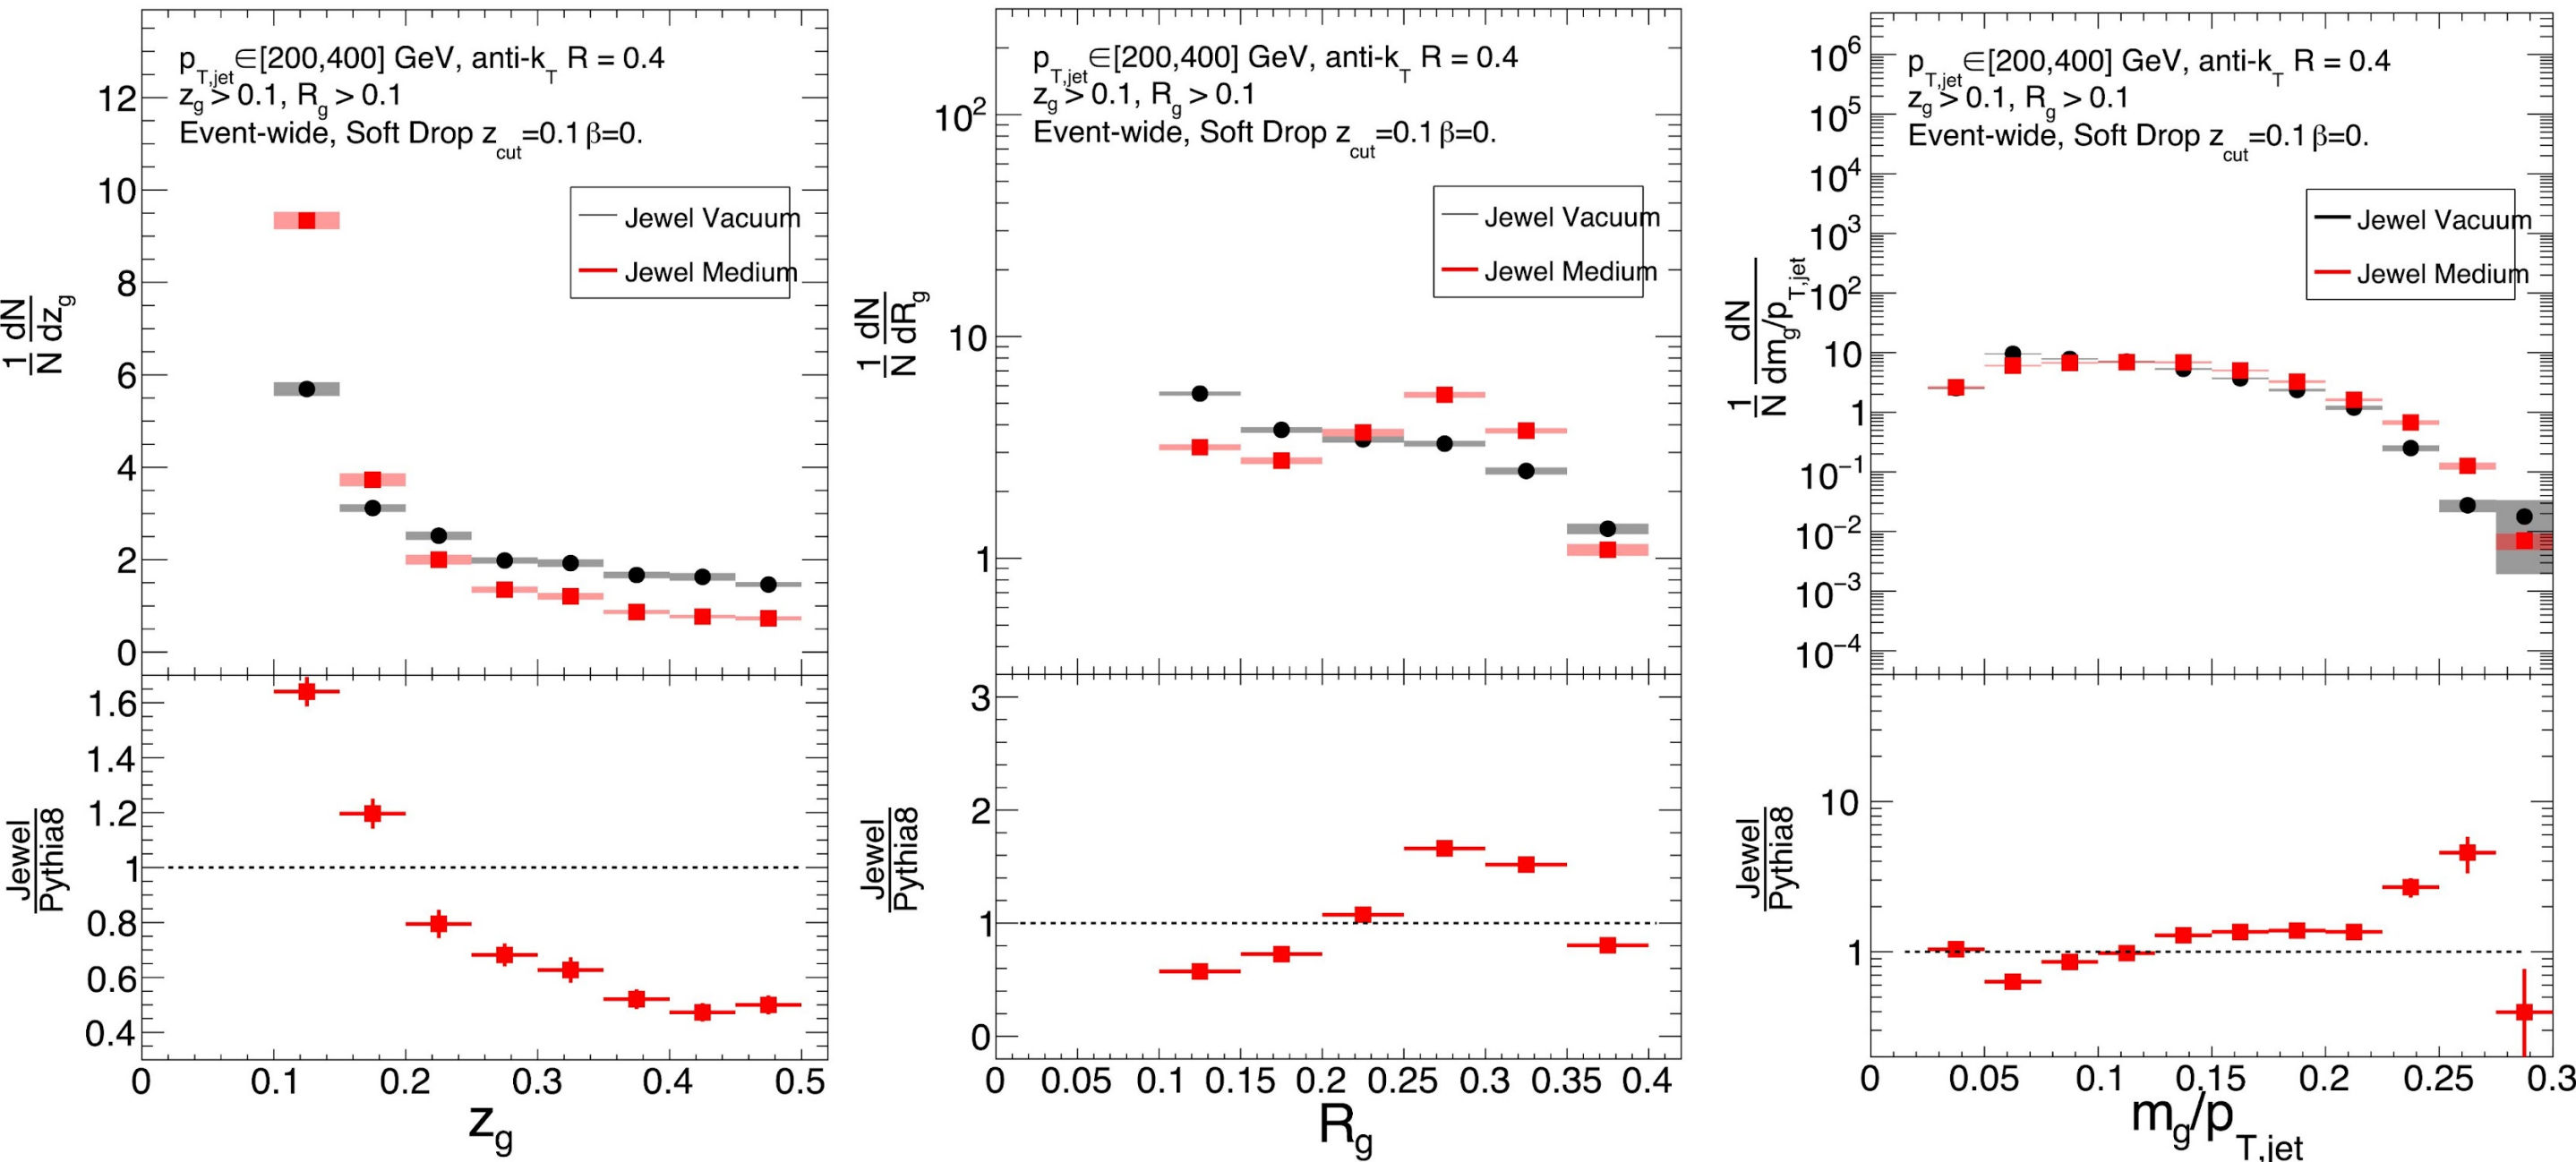 p_T,jet ∈[200,400] GeV, anti-k_T R = 0.4
z_g > 0.1, R_g > 0.1
Event-wide, Soft Drop z_cut=0.1 β=0.
Jewel Vacuum
Jewel Medium
1/N dN/dz_g
12
10
8
6
4
2
0
Jewel/Pythia8
1.6
1.4
1.2
1
0.8
0.6
0.4
0 0.1 0.2 0.3 0.4 0.5
z_g
p_T,jet ∈[200,400] GeV, anti-k_T R = 0.4
z_g > 0.1, R_g > 0.1
Event-wide, Soft Drop z_cut=0.1 β=0.
Jewel Vacuum
Jewel Medium
1/N dN/dR_g
10^2
10
1
Jewel/Pythia8
3
2
1
0
0 0.05 0.1 0.15 0.2 0.25 0.3 0.35 0.4
R_g
p_T,jet ∈[200,400] GeV, anti-k_T R = 0.4
z_g > 0.1, R_g > 0.1
Event-wide, Soft Drop z_cut=0.1 β=0.
Jewel Vacuum
Jewel Medium
1/N dN/dm_g/p_T,jet
10^6
10^5
10^4
10^3
10^2
10
1
10^−1
10^−2
10^−3
10^−4
Jewel/Pythia8
10
1
0 0.05 0.1 0.15 0.2 0.25 0.3
m_g/p_T,jet